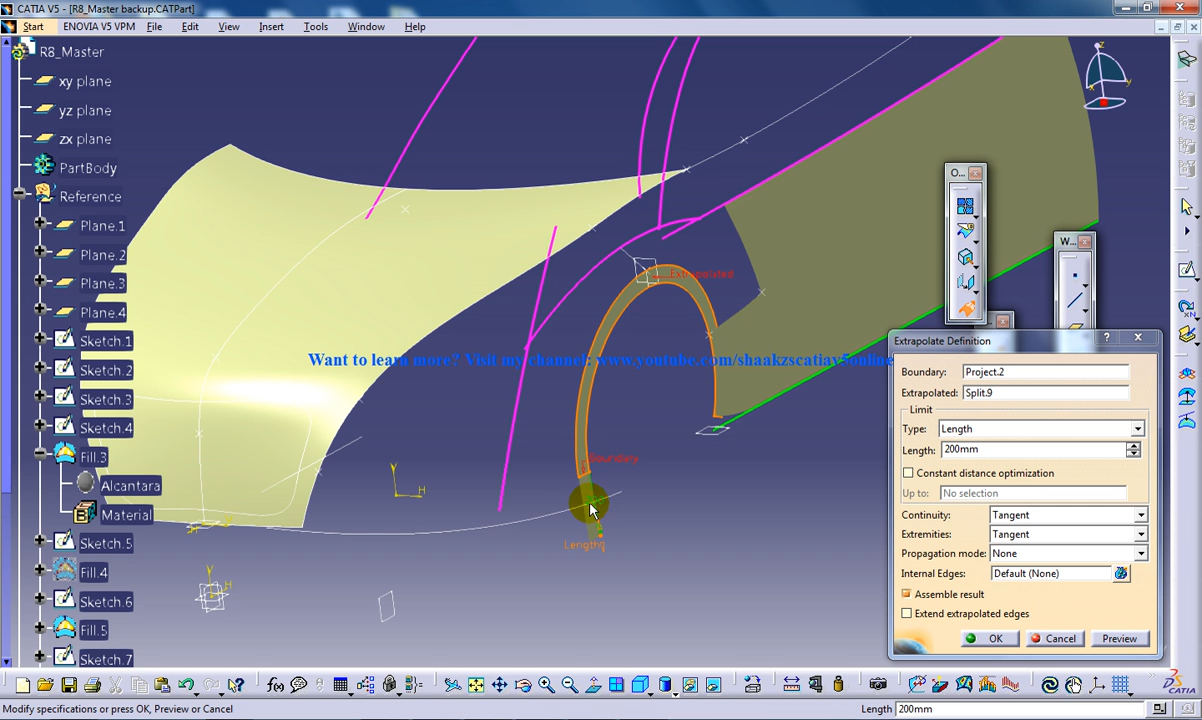 CATIA V5 - [R8_Master backup.CATPart]
Start ENOVIA V5 VPM File Edit View Insert Tools Window Help
R8_Master
xy plane
yz plane
zx plane
PartBody
Reference
Plane.1
Plane.2
Plane.3
Plane.4
Sketch.1
Sketch.2
Sketch.3
Sketch.4
Fill.3
Alcantara
Material
Sketch.5
Fill.4
Sketch.6
Fill.5
Sketch.7
Extrapolated
Want to learn more? Visit my channel: www.youtube.com/shaakzscatiav5online
Boundary
Length
Y
H
Y
H
z
O...
W...
Extrapolate Definition
Boundary: Project.2
Extrapolated: Split.9
Limit
Type: Length
Length: 200mm
Constant distance optimization
Up to: No selection
Continuity: Tangent
Extremities: Tangent
Propagation mode: None
Internal Edges: Default (None)
Assemble result
Extend extrapolated edges
OK Cancel Preview
f(x)
Modify specifications or press OK, Preview or Cancel
Length 200mm
CATIA